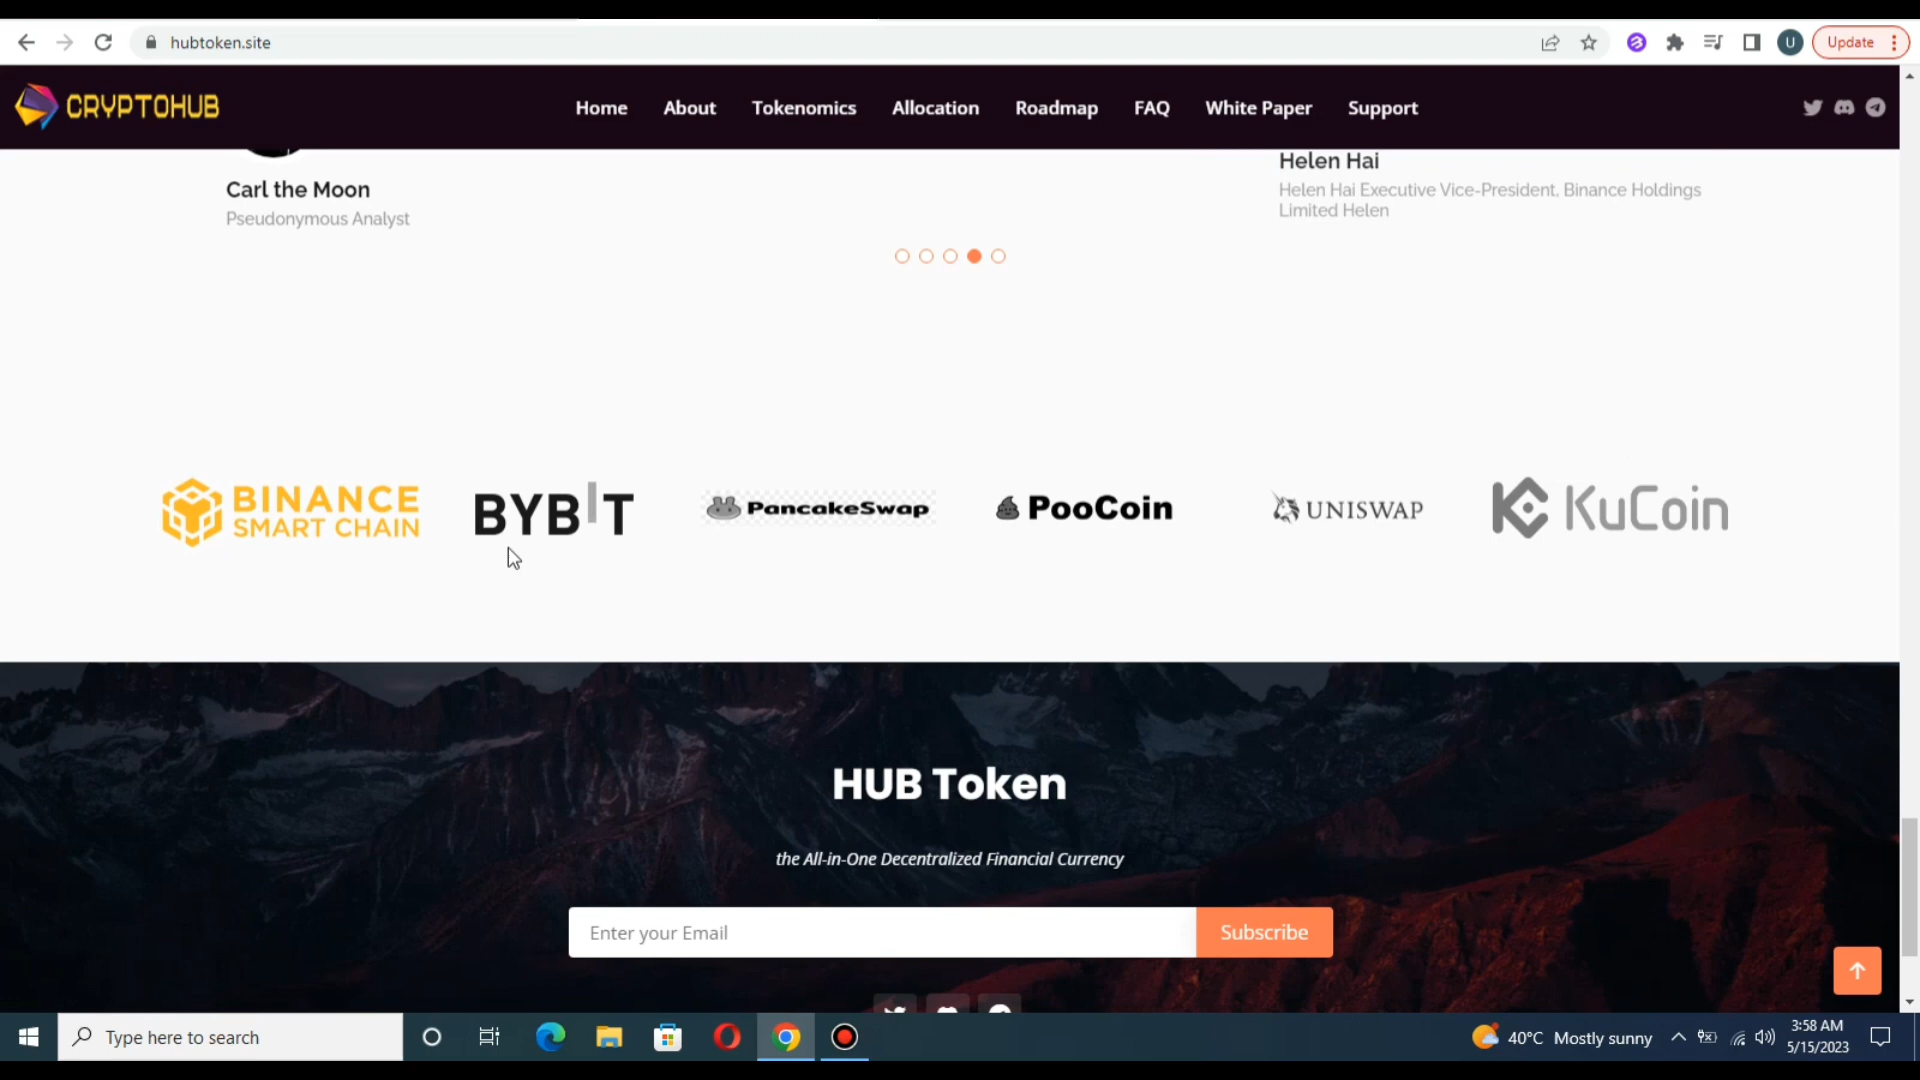 hubtoken.site
U
Update
CRYPTOHUB
Home
About
Tokenomics
Allocation
Roadmap
FAQ
White Paper
Support
Carl the Moon
Pseudonymous Analyst
Helen Hai
Helen Hai Executive Vice-President, Binance Holdings
Limited Helen
BINANCE
SMART CHAIN
BYBIT
PancakeSwap
PooCoin
UNISWAP
KuCoin
HUB Token
the All-in-One Decentralized Financial Currency
Enter your Email
Subscribe
Type here to search
40°C Mostly sunny
3:58 AM
5/15/2023